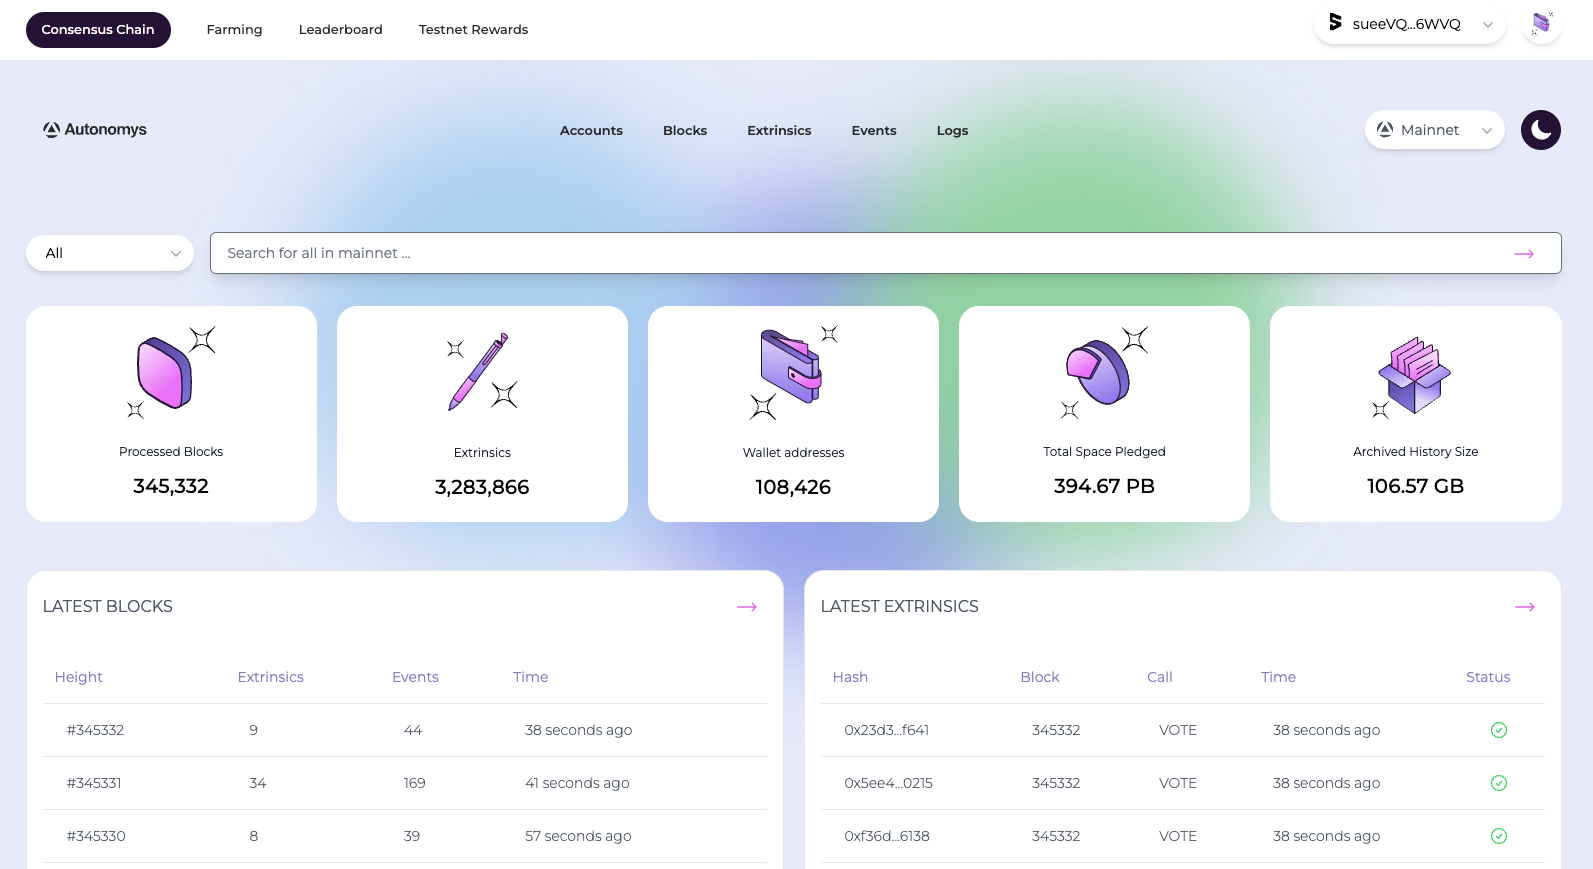 Consensus Chain Farming Leaderboard Testnet Rewards sueeVQ...6WVQ
Autonomys Accounts Blocks Extrinsics Events Logs Mainnet
All Search for all in mainnet ...
Processed Blocks Extrinsics Wallet addresses Total Space Pledged Archived History Size
345,332 3,283,866 108,426 394.67 PB 106.57 GB
LATEST BLOCKS
Height Extrinsics Events Time
#345332 9 44 38 seconds ago
#345331 34 169 41 seconds ago
#345330 8 39 57 seconds ago
LATEST EXTRINSICS
Hash Block Call Time Status
0x23d3...f641 345332 VOTE 38 seconds ago
0x5ee4...0215 345332 VOTE 38 seconds ago
0xf36d...6138 345332 VOTE 38 seconds ago